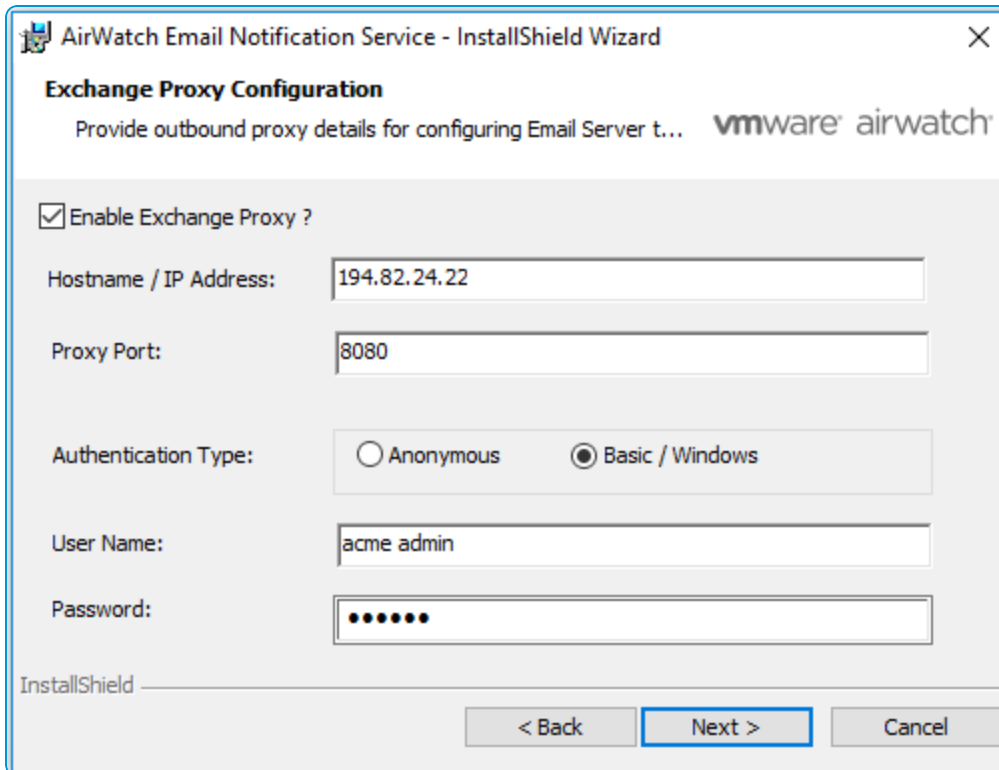 AirWatch Email Notification Service - InstallShield Wizard
Exchange Proxy Configuration
Provide outbound proxy details for configuring Email Server t...
vmware airwatch
Enable Exchange Proxy ?
Hostname / IP Address: 194.82.24.22
Proxy Port: 8080
Authentication Type: Anonymous Basic / Windows
User Name: acme admin
Password: ••••••
InstallShield
< Back Next > Cancel